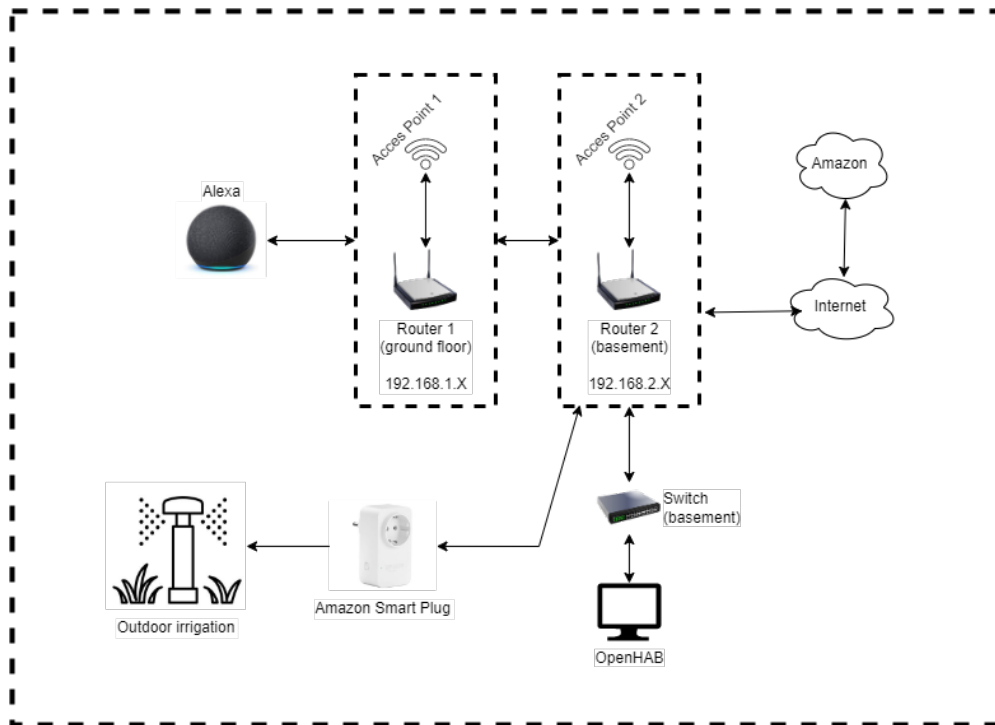 Acces Point 1
Acces Point 2
Amazon
Alexa
Internet
Router 1
(ground floor)
192.168.1.X
Router 2
(basement)
192.168.2.X
Switch
(basement)
Amazon Smart Plug
Outdoor irrigation
OpenHAB